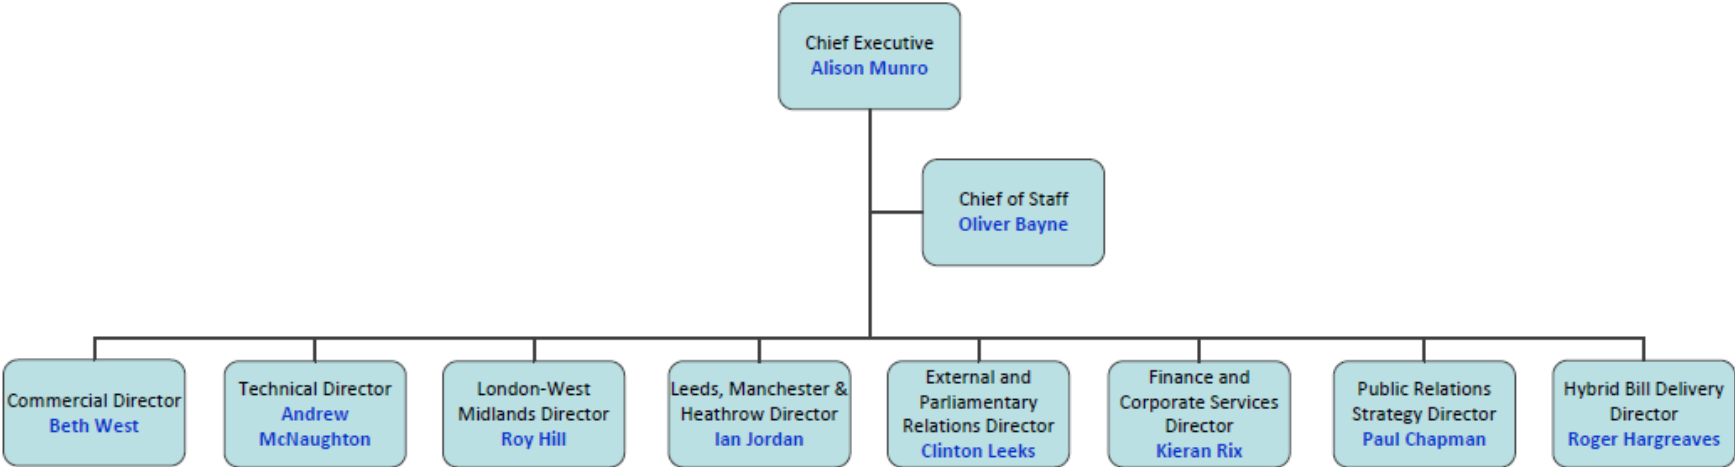 Chief Executive
Alison Munro
Chief of Staff
Oliver Bayne
Commercial Director
Beth West
Technical Director
Andrew
McNaughton
London-West
Midlands Director
Roy Hill
Leeds, Manchester &
Heathrow Director
Ian Jordan
External and
Parliamentary
Relations Director
Clinton Leeks
Finance and
Corporate Services
Director
Kieran Rix
Public Relations
Strategy Director
Paul Chapman
Hybrid Bill Delivery
Director
Roger Hargreaves